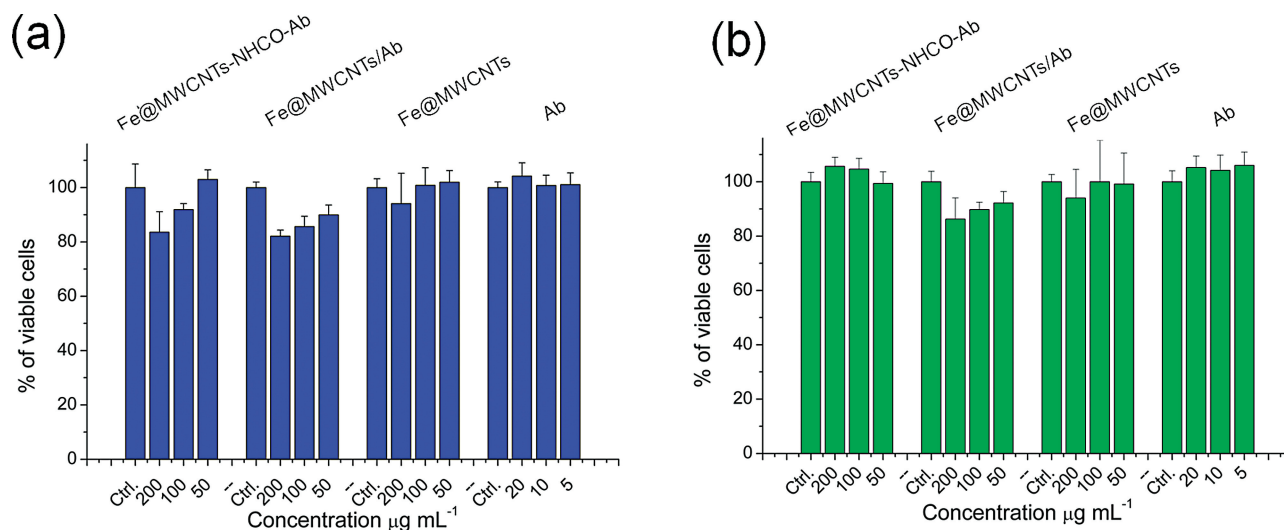 (a)
Fe@MWCNTs-NHCO-Ab
Fe@MWCNTs/Ab
Fe@MWCNTs
Ab
% of viable cells
100
80
60
40
20
0
Ctrl. 200 100 50 -- Ctrl. 200 100 50 -- Ctrl. 200 100 50 -- Ctrl. 20 10 5
Concentration μg mL⁻¹
(b)
Fe@MWCNTs-NHCO-Ab
Fe@MWCNTs/Ab
Fe@MWCNTs
Ab
% of viable cells
100
80
60
40
20
0
Ctrl. 200 100 50 -- Ctrl. 200 100 50 -- Ctrl. 200 100 50 -- Ctrl. 20 10 5
Concentration μg mL⁻¹